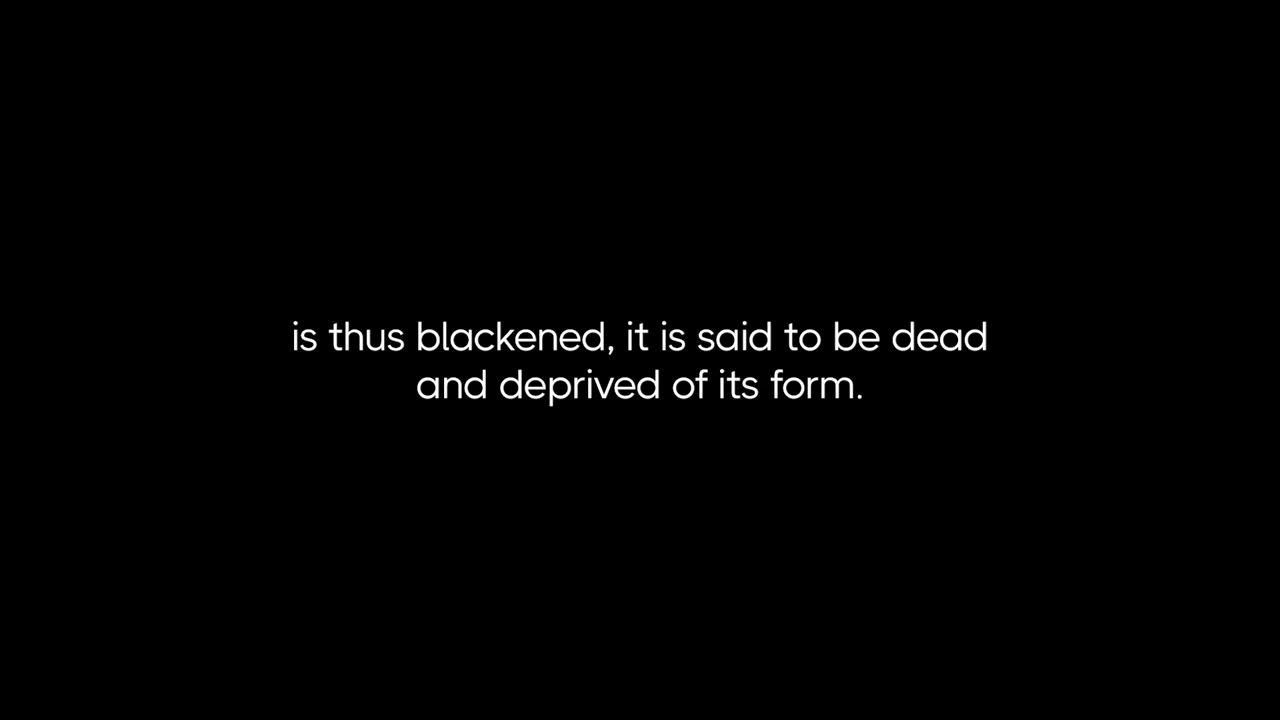 is thus blackened, it is said to be dead
and deprived of its form.